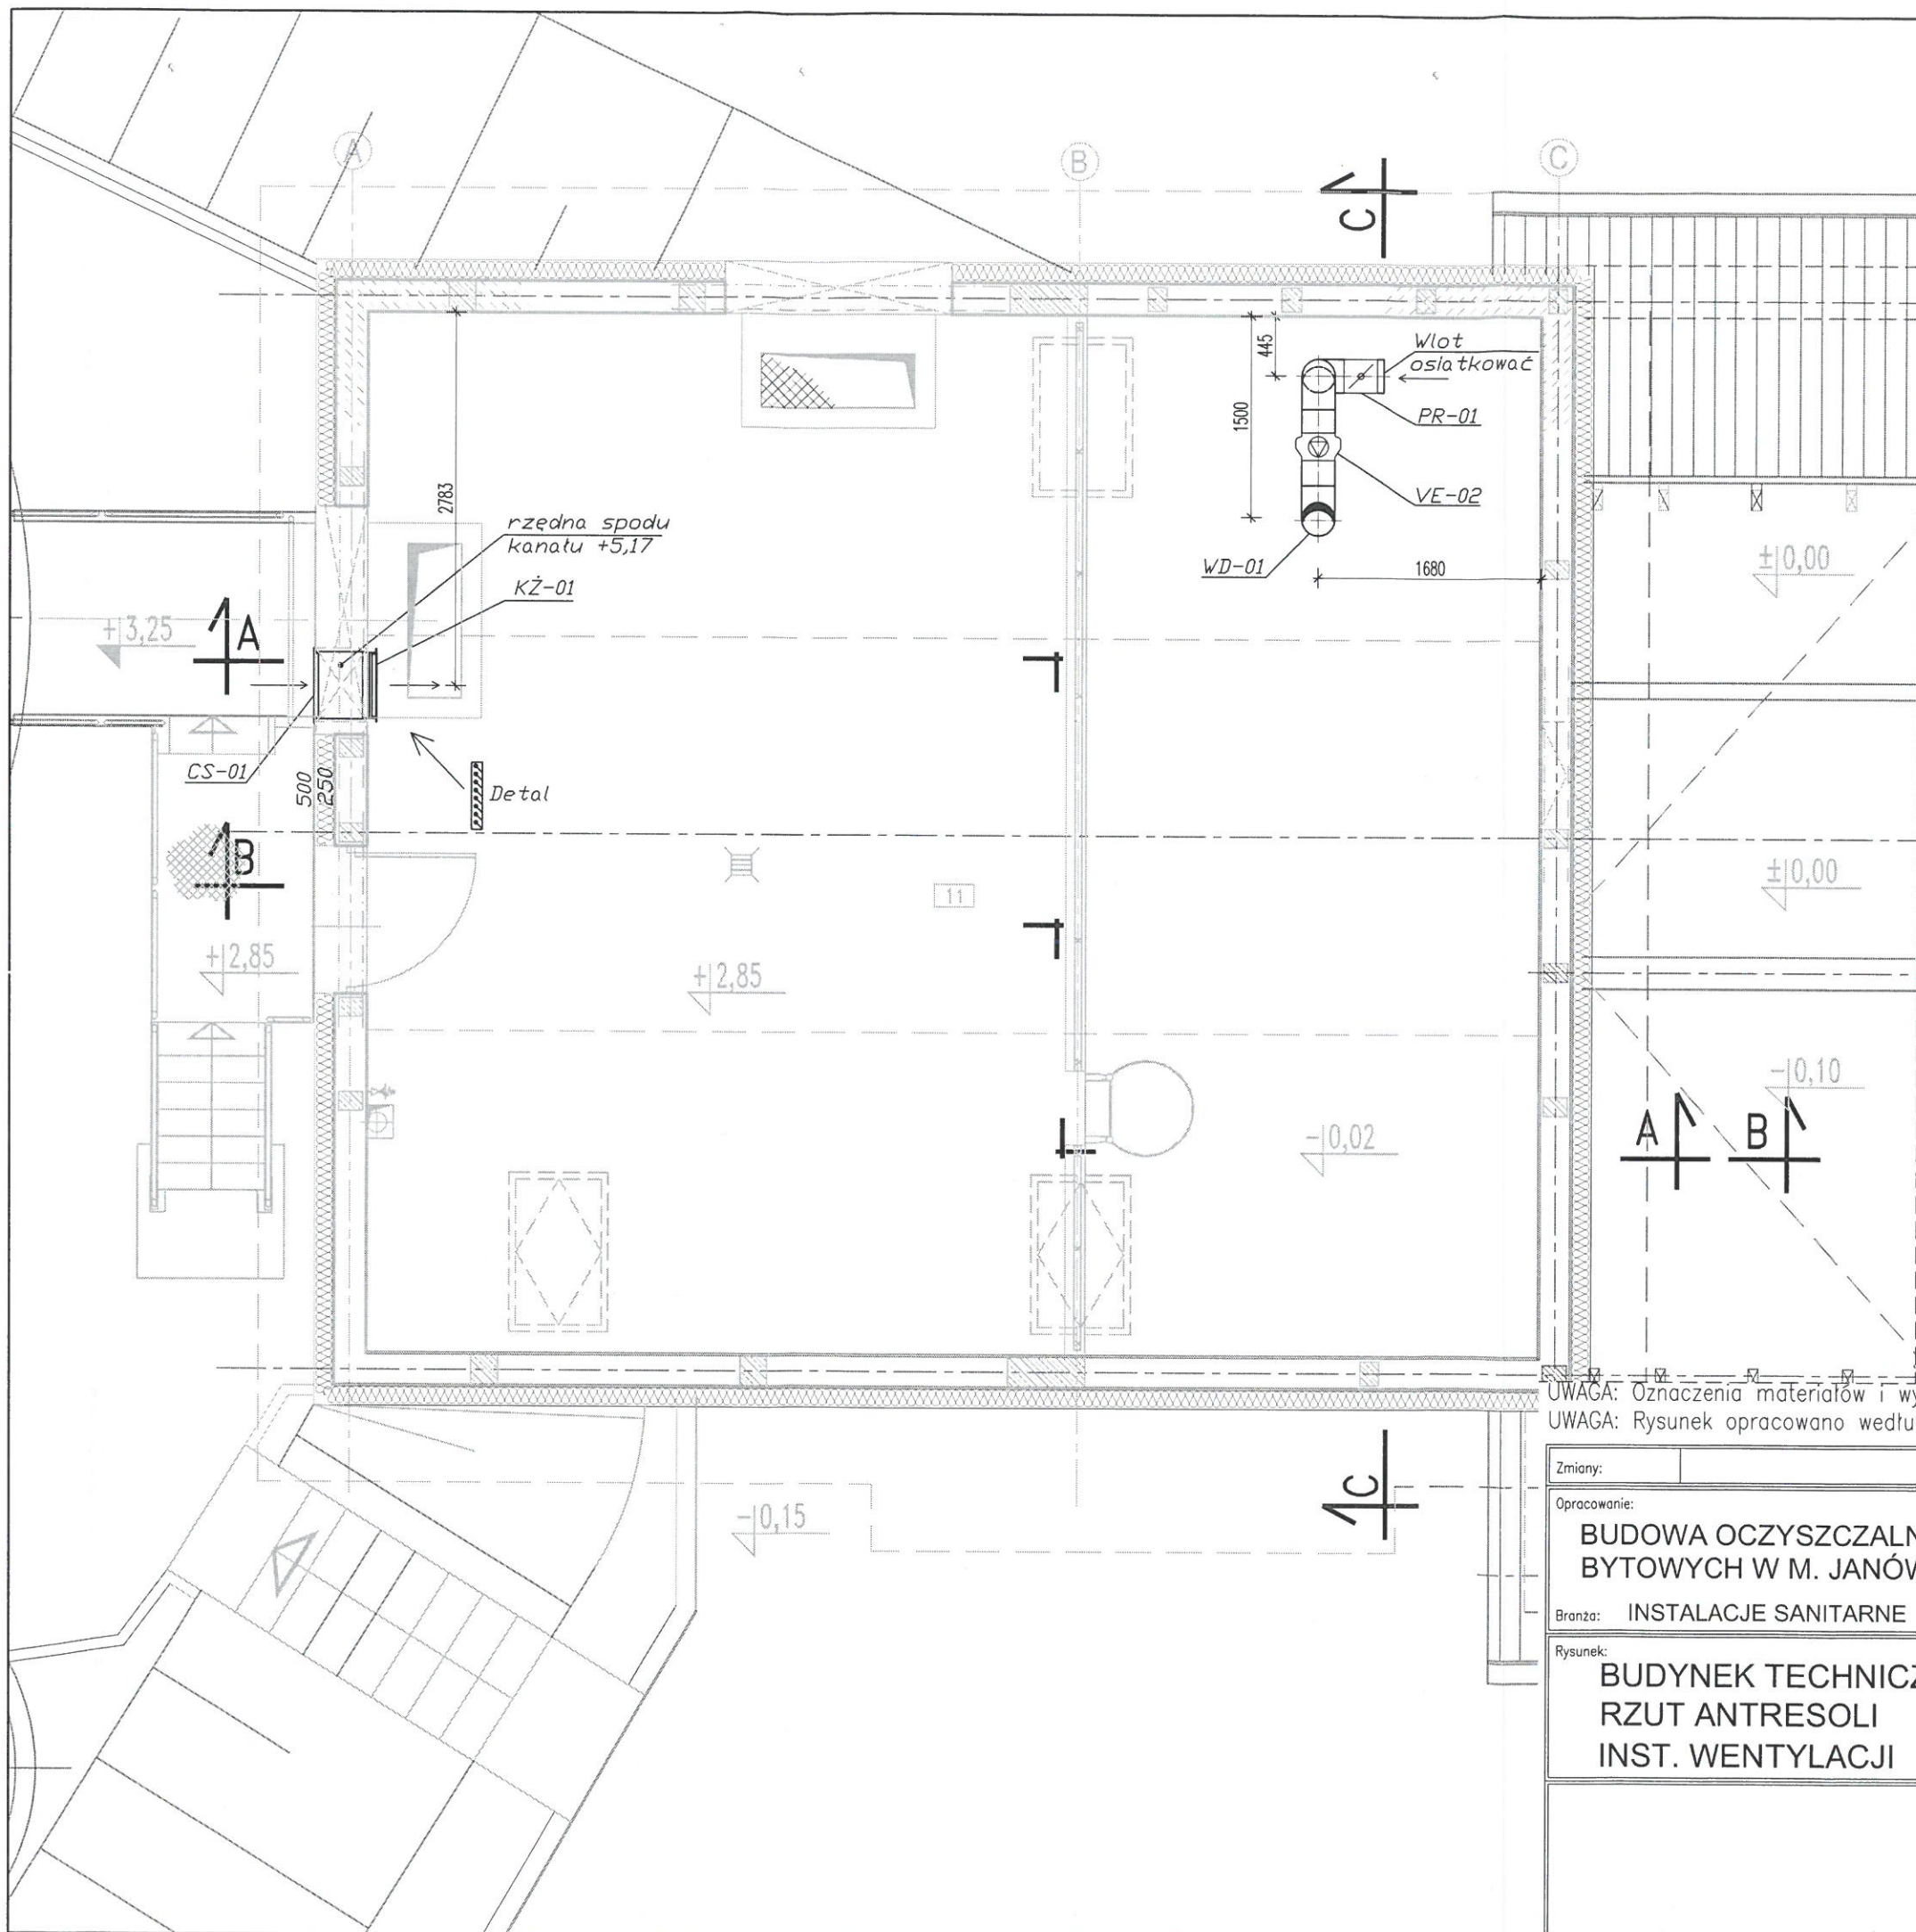 A
B
C
C
445
Wlot
osiatkować
1500
PR-01
2783
VE-02
rzędna spodu
kanału +5,17
WD-01
1680
±0,00
KŻ-01
+3,25
A
CS-01
500
250
Detal
B
11
±0,00
+2,85
+2,85
-0,10
-0,02
A
B
UWAGA: Oznaczenia materiałów i wy
UWAGA: Rysunek opracowano wedłu
C
-0,15
Zmiany:
Opracowanie:
BUDOWA OCZYSZCZALN
BYTOWYCH W M. JANÓW
Branża: INSTALACJE SANITARNE
Rysunek:
BUDYNEK TECHNICZ
RZUT ANTRESOLI
INST. WENTYLACJI